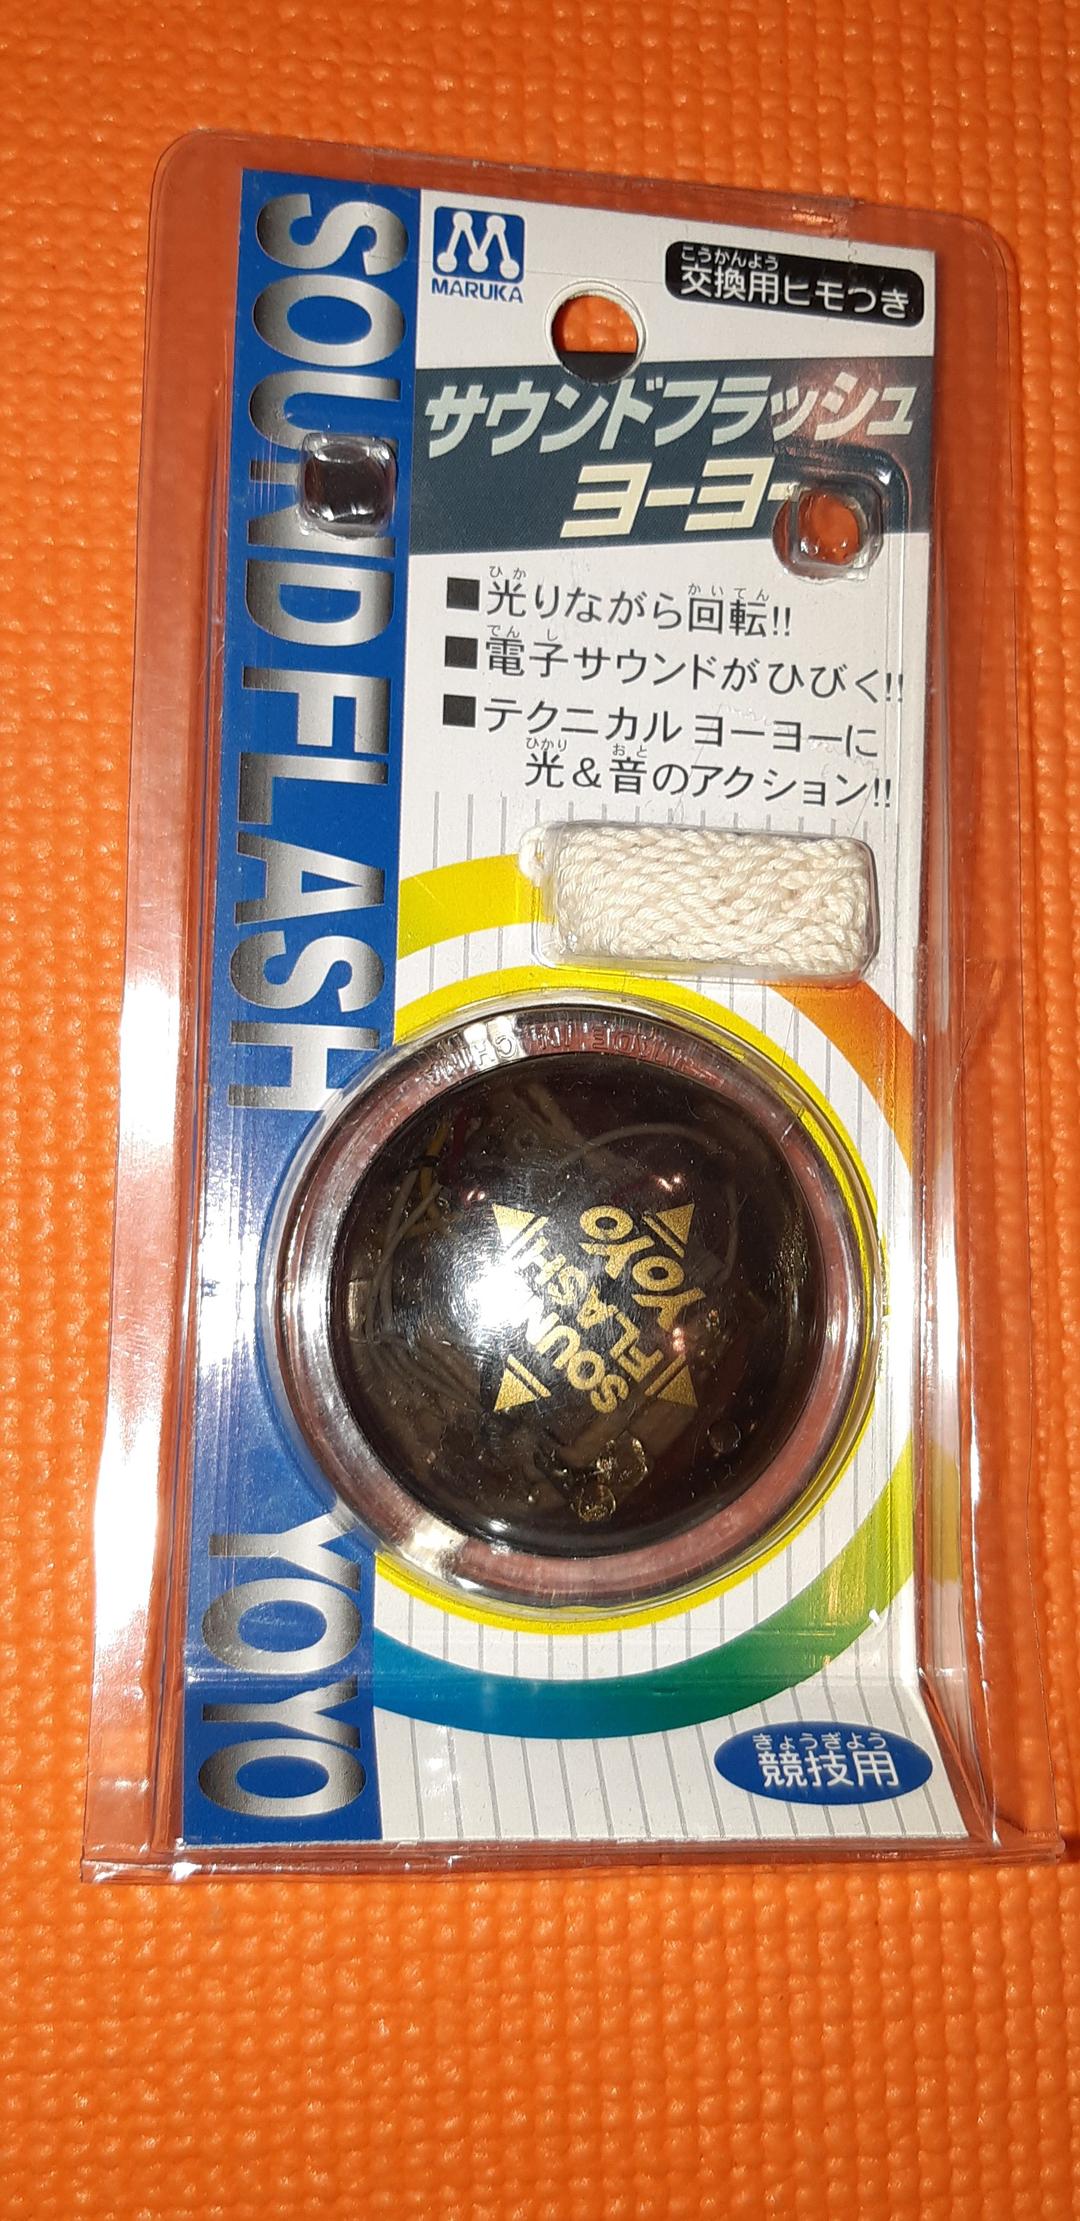 SOUND FLASH YOYO
MARUKA
こうかんよう
交換用ヒモつき
サウンドフラッシュ
ヨーヨー
ひか かいてん
■光りながら回転!!
でんし
■電子サウンドがひびく!!
■テクニカルヨーヨーに
ひかり おと
光&音のアクション!!
MADE IN CHINA
SOUN
FLASH
YOYO
きょうぎよう
競技用